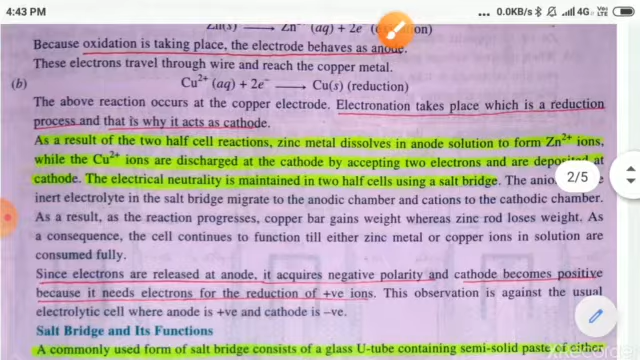 4:43 PM
... 0.0KB/s 4G VoLTE
Zn(s) → Zn (aq) + 2e
Because oxidation is taking place, the electrode behaves as anode.
These electrons travel through wire and reach the copper metal.
(b) Cu²⁺ (aq) + 2e⁻ → Cu(s) (reduction)
The above reaction occurs at the copper electrode. Electronation takes place which is a reduction
process and that is why it acts as cathode.
As a result of the two half cell reactions, zinc metal dissolves in anode solution to form Zn²⁺ ions,
while the Cu²⁺ ions are discharged at the cathode by accepting two electrons and are deposited at
cathode. The electrical neutrality is maintained in two half cells using a salt bridge. The
2/5
inert electrolyte in the salt bridge migrate to the anodic chamber and cations to the cathodic chamber.
As a result, as the reaction progresses, copper bar gains weight whereas zinc rod loses weight. As
a consequence, the cell continues to function till either zinc metal or copper ions in solution are
consumed fully.
Since electrons are released at anode, it acquires negative polarity and cathode becomes positive
because it needs electrons for the reduction of +ve ions. This observation is against the usual
electrolytic cell where anode is +ve and cathode is –ve.
Salt Bridge and Its Functions
A commonly used form of salt bridge consists of a glass U-tube containing semi-solid paste of either